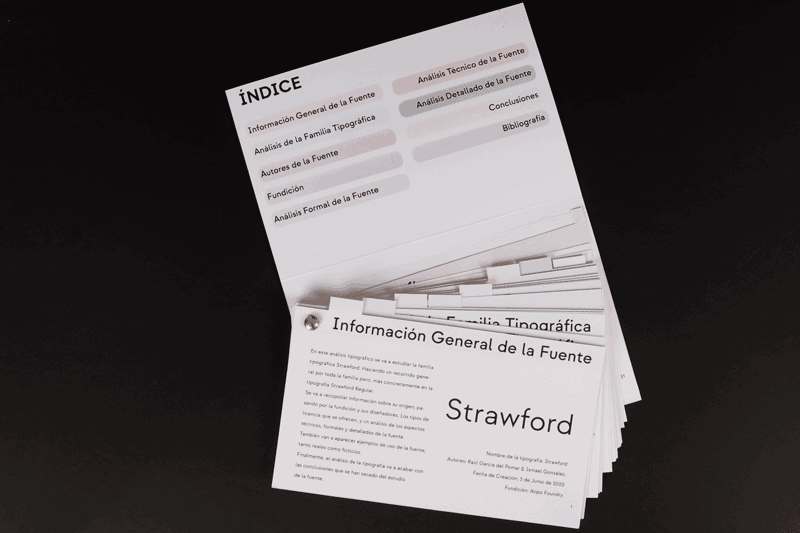 ÍNDICE
Información General de la Fuente
Análisis de la Familia Tipográfica
Autores de la Fuente
Fundición
Análisis Formal de la Fuente
Análisis Técnico de la Fuente
Análisis Detallado de la Fuente
Conclusiones
Bibliografía
Familia Tipográfica
Información General de la Fuente
En este análisis tipográfico se va a estudiar la familia
tipográfica Strawford. Haciendo un recorrido gene-
ral por toda la familia pero, más concretamente en la
tipografía Strawford Regular.
Se va a recopilar información sobre su origen, pa-
sando por la fundición y sus diseñadores. Los tipos de
licencia que se ofrecen, y un análisis de los aspectos
técnicos, formales y detallados de la fuente.
También van a aparecer ejemplos de uso de la fuente,
tanto reales como ficticios.
Finalmente, el análisis de la tipografía va a acabar con
las conclusiones que se han sacado del estudio
de la fuente.
Strawford
Nombre de la tipografía: Strawford.
Autores: Raúl García del Pomar & Ismael González.
Fecha de Creación: 3 de Junio de 2022.
Fundición: Atipo Foundry
1